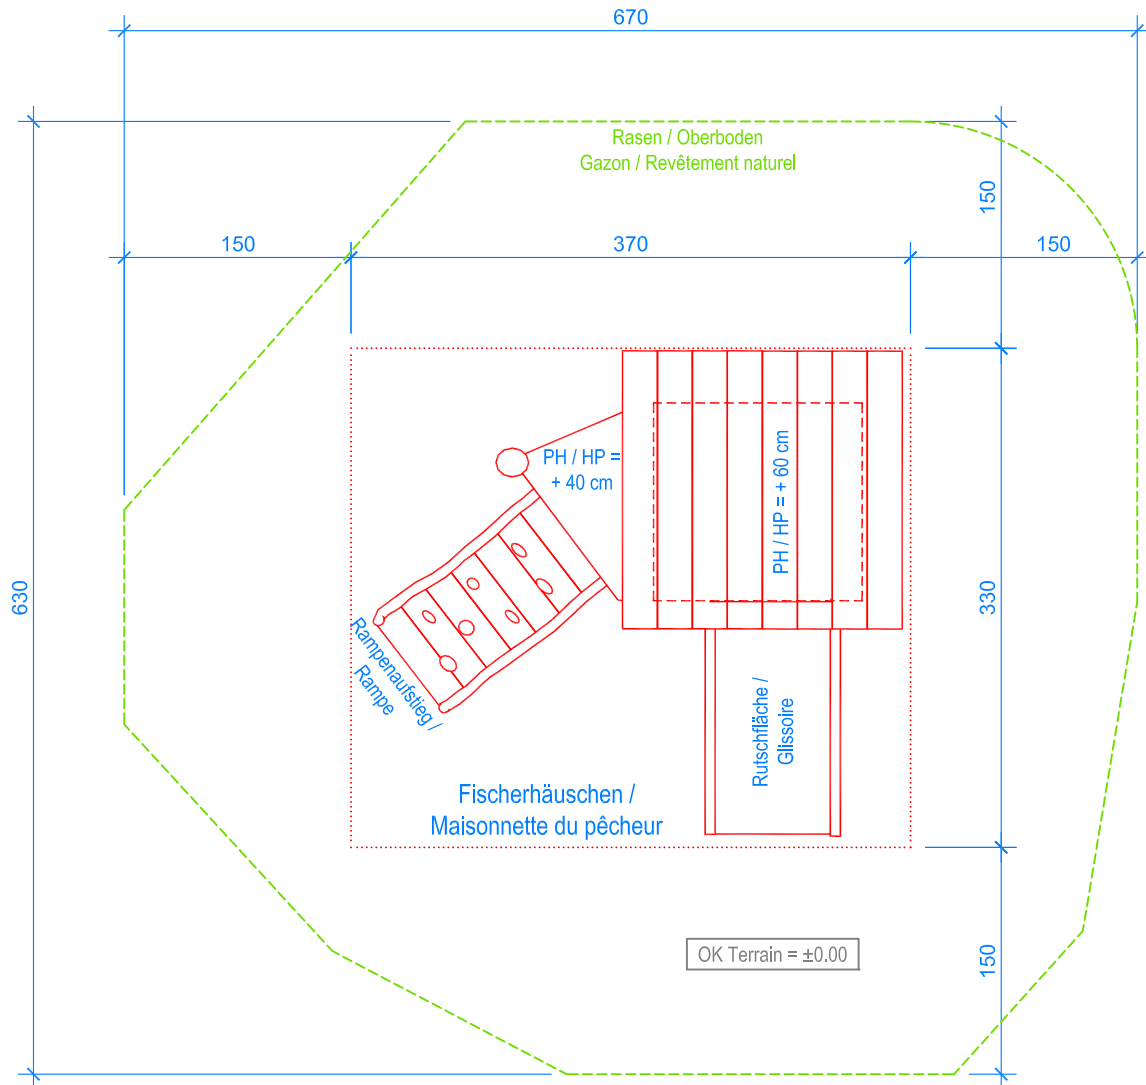 670
Rasen / Oberboden
Gazon / Revêtement naturel
150
150
370
150
PH / HP =
+ 40 cm
PH / HP = + 60 cm
630
330
Rampenaufstieg /
Rampe
Rutschfläche /
Glissoire
Fischerhäuschen /
Maisonnette du pêcheur
OK Terrain = ±0.00
150